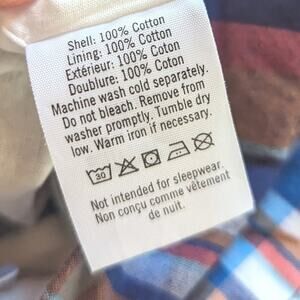 Shell: 100% Cotton
Lining: 100% Cotton
Extérieur: 100% Coton
Doublure: 100% Coton
Machine wash cold separately.
Do not bleach. Remove from
washer promptly. Tumble dry
low. Warm iron if necessary.
30
Not intended for sleepwear.
Non conçu comme vêtement
de nuit.